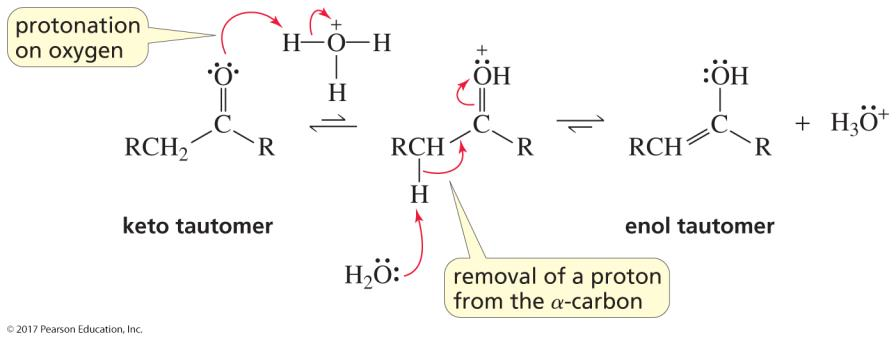 protonation
on oxygen
H—O⁺—H
H
:O:
C
RCH₂
R
+
:OH
C
RCH
R
H
H₂O:
:OH
C
RCH
R
+ H₃O⁺
keto tautomer
enol tautomer
removal of a proton
from the α-carbon
© 2017 Pearson Education, Inc.